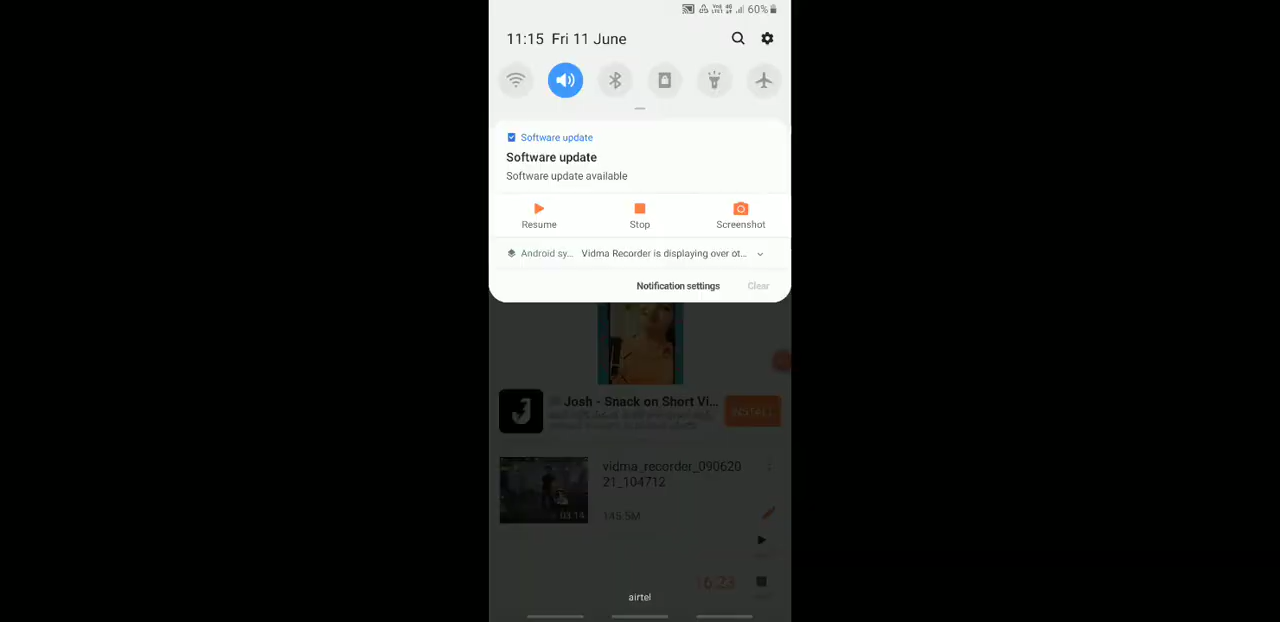 60%
11:15 Fri 11 June
Software update
Software update
Software update available
Resume
Stop
Screenshot
Android sy... Vidma Recorder is displaying over ot...
Notification settings
Clear
Josh - Snack on Short Vi...
INSTALL
vidma_recorder_090620
21_104712
03:14
145.5M
6:23
airtel